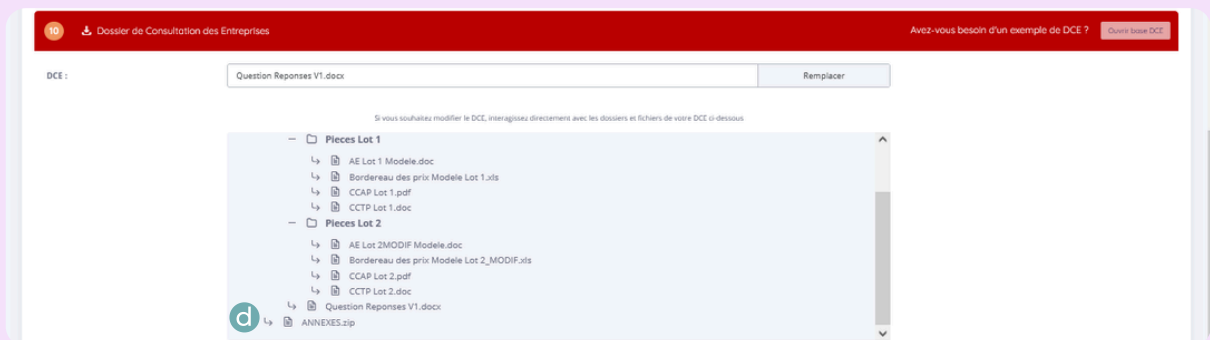 10 Dossier de Consultation des Entreprises Avez-vous besoin d'un exemple de DCE ? Ouvrir base DCE
DCE : Question Reponses V1.docx Remplacer
Si vous souhaitez modifier le DCE, interagissez directement avec les dossiers et fichiers de votre DCE ci-dessous
Pieces Lot 1
AE Lot 1 Modele.doc
Bordereau des prix Modele Lot 1.xls
CCAP Lot 1.pdf
CCTP Lot 1.doc
Pieces Lot 2
AE Lot 2MODIF Modele.doc
Bordereau des prix Modele Lot 2_MODIF.xls
CCAP Lot 2.pdf
CCTP Lot 2.doc
Question Reponses V1.docx
d ANNEXES.zip